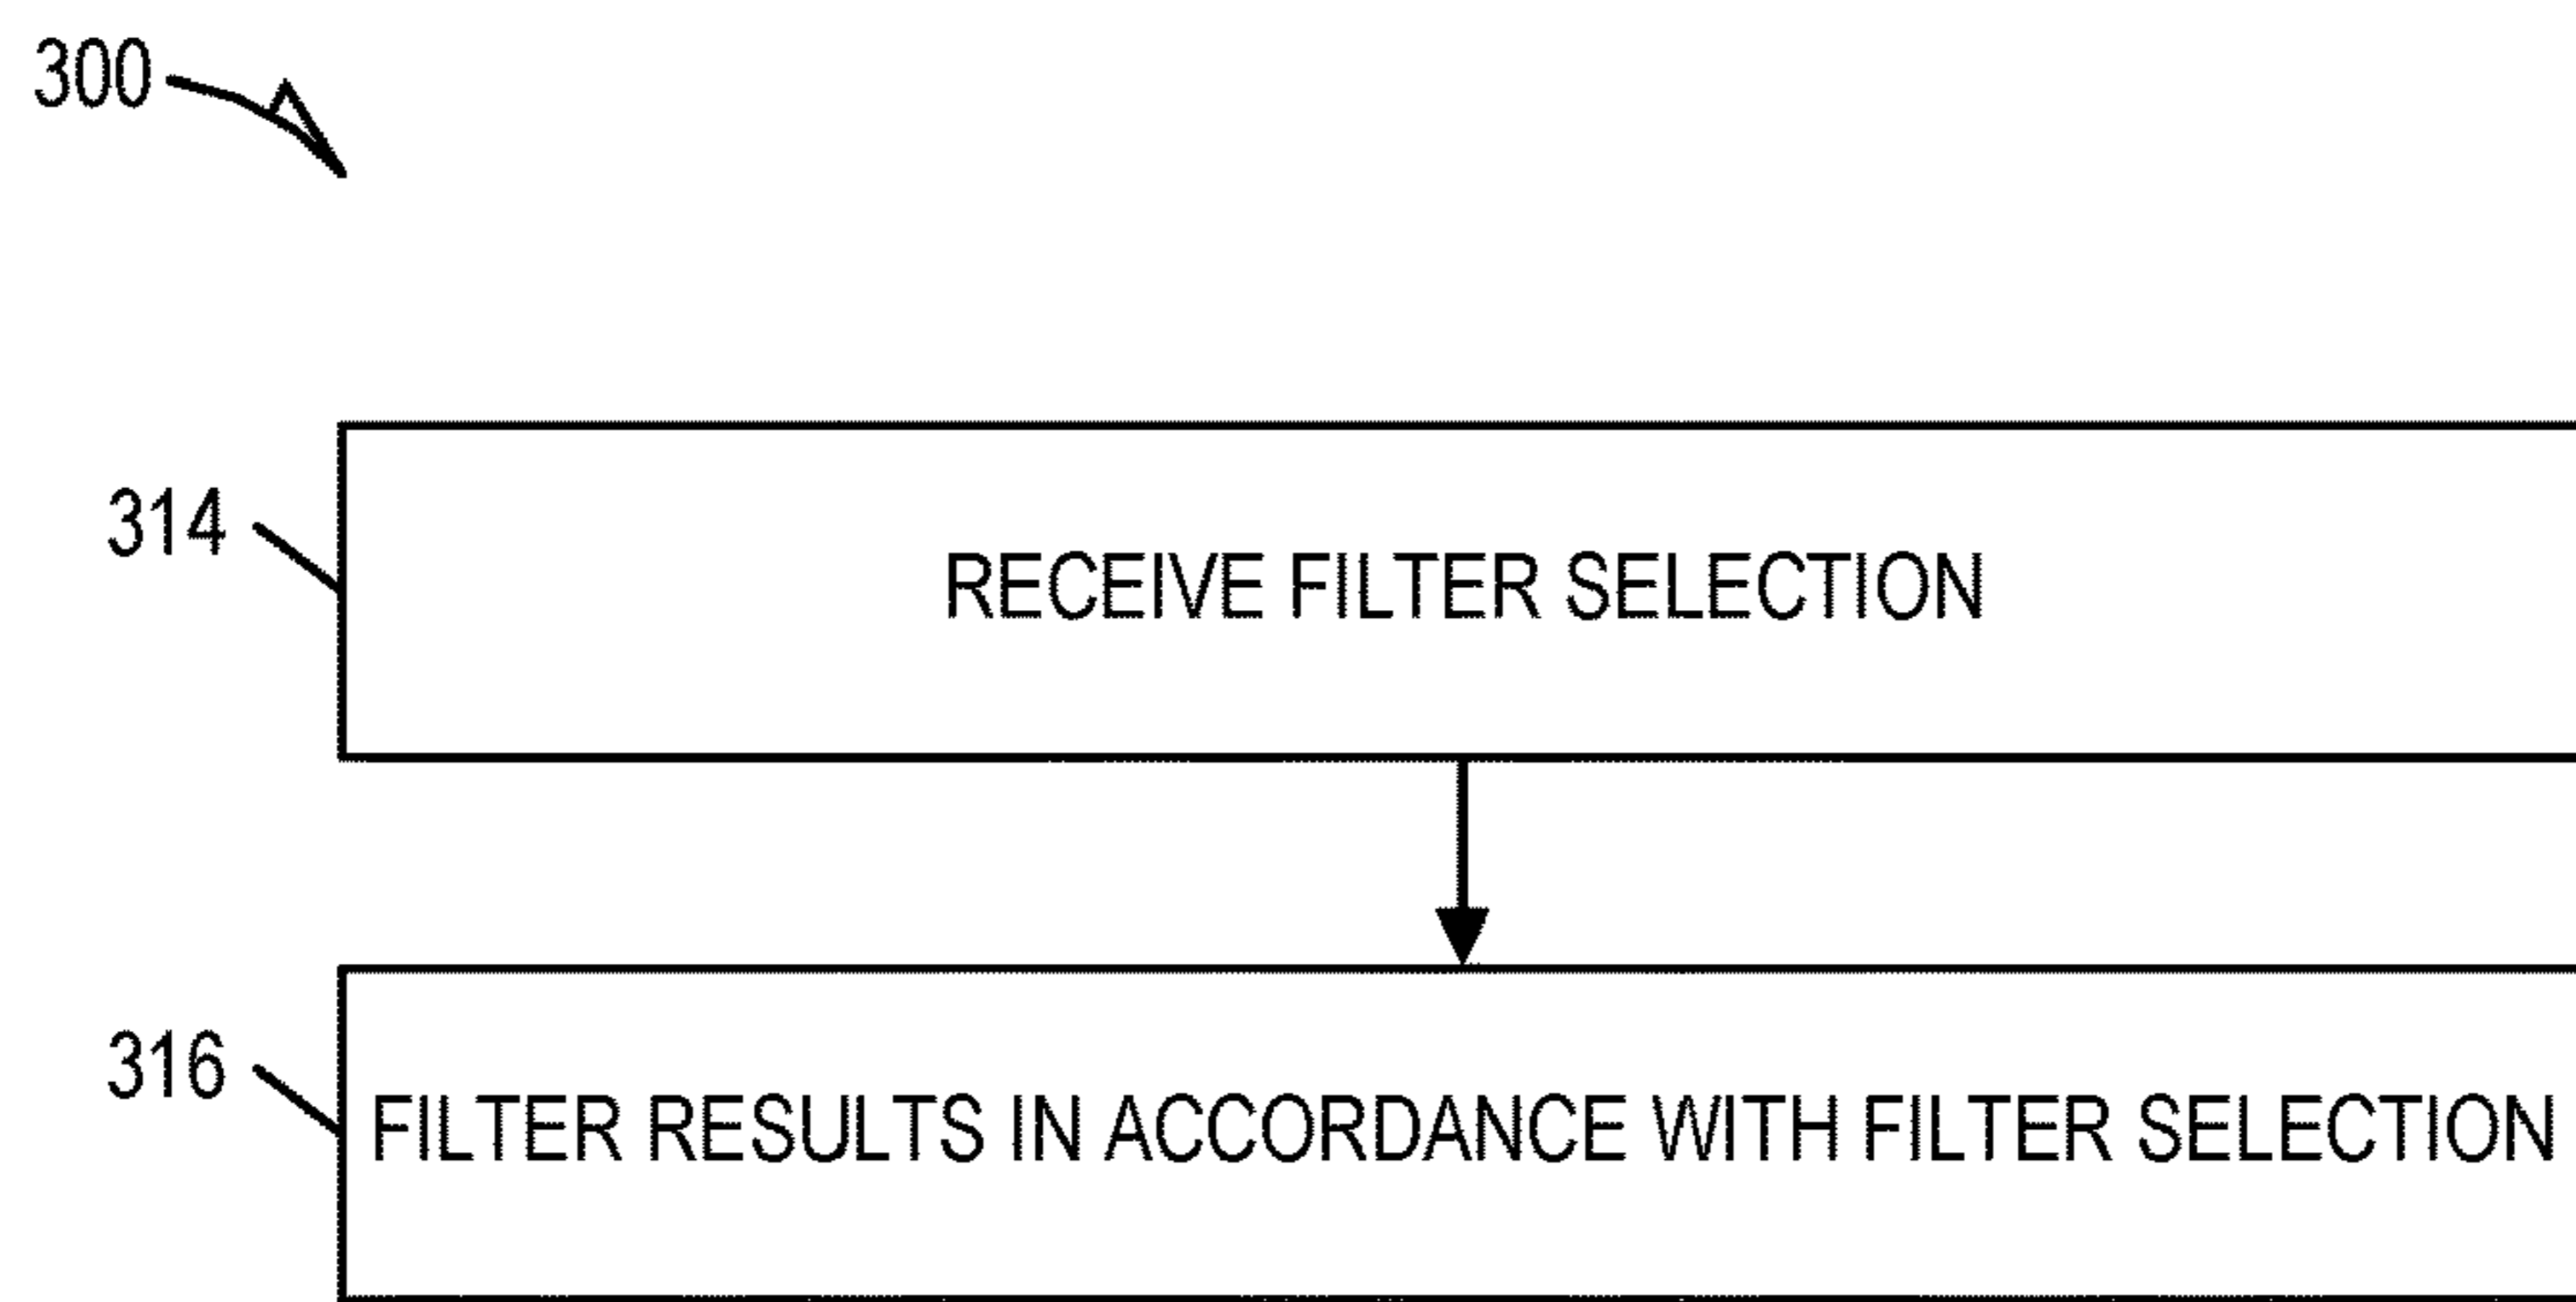 300
314
RECEIVE FILTER SELECTION
316
FILTER RESULTS IN ACCORDANCE WITH FILTER SELECTION